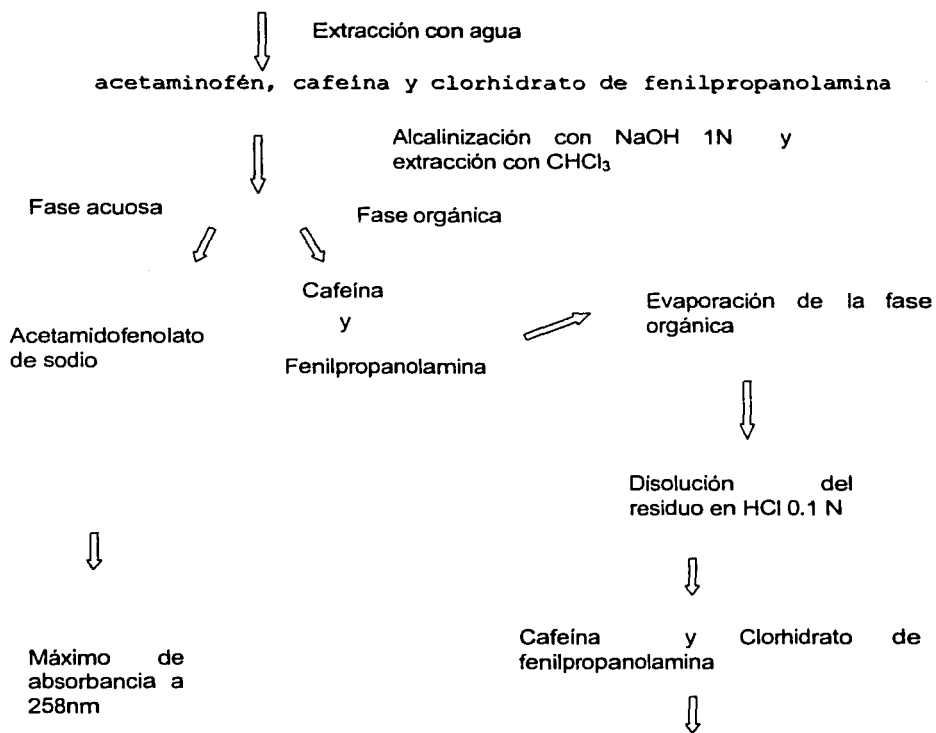 Extracción con agua
acetaminofén, cafeína y clorhidrato de fenilpropanolamina
Alcalinización con NaOH 1N y
extracción con CHCl₃
Fase acuosa
Fase orgánica
Cafeína
y
Fenilpropanolamina
Acetamidofenolato
de sodio
Evaporación de la fase
orgánica
Disolución del
residuo en HCl 0.1 N
Cafeína y Clorhidrato de
fenilpropanolamina
Máximo de
absorbancia a
258nm